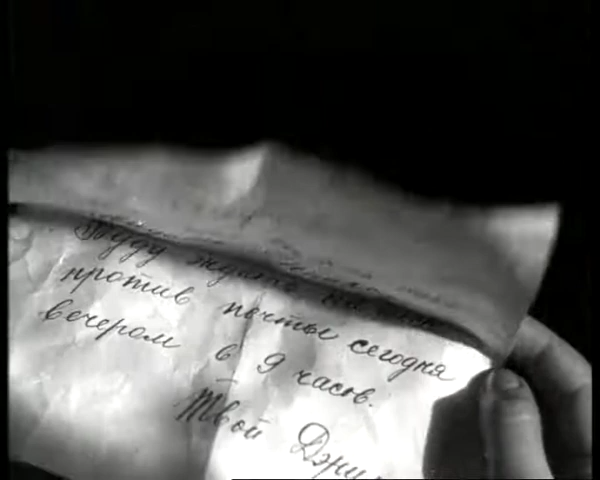 Буду ждать
против почты сегодня
вечером в 9 часов.
Твой